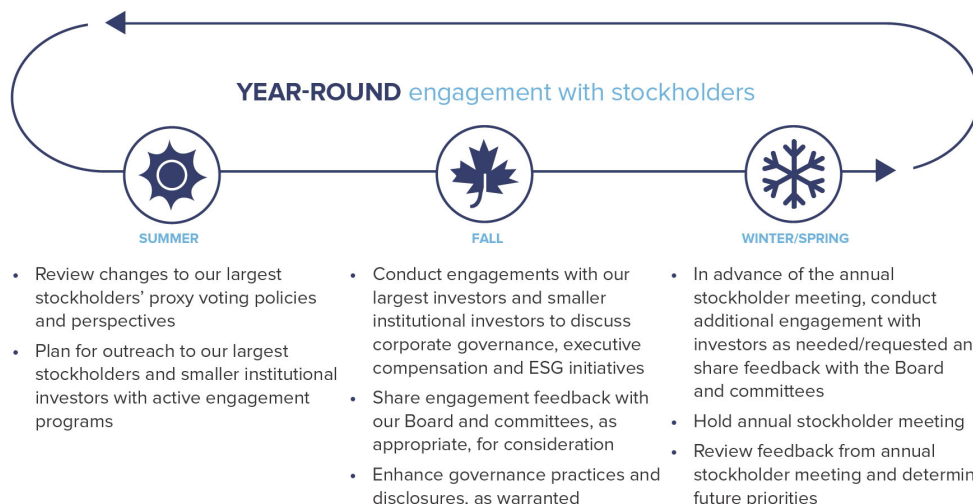 YEAR-ROUND engagement with stockholders
SUMMER
• Review changes to our largest
stockholders' proxy voting policies
and perspectives
• Plan for outreach to our largest
stockholders and smaller institutional
investors with active engagement
programs
FALL
• Conduct engagements with our
largest investors and smaller
institutional investors to discuss
corporate governance, executive
compensation and ESG initiatives
• Share engagement feedback with
our Board and committees, as
appropriate, for consideration
• Enhance governance practices and
disclosures, as warranted
WINTER/SPRING
• In advance of the annual
stockholder meeting, conduct
additional engagement with
investors as needed/requested an
share feedback with the Board
and committees
• Hold annual stockholder meeting
• Review feedback from annual
stockholder meeting and determin
future priorities